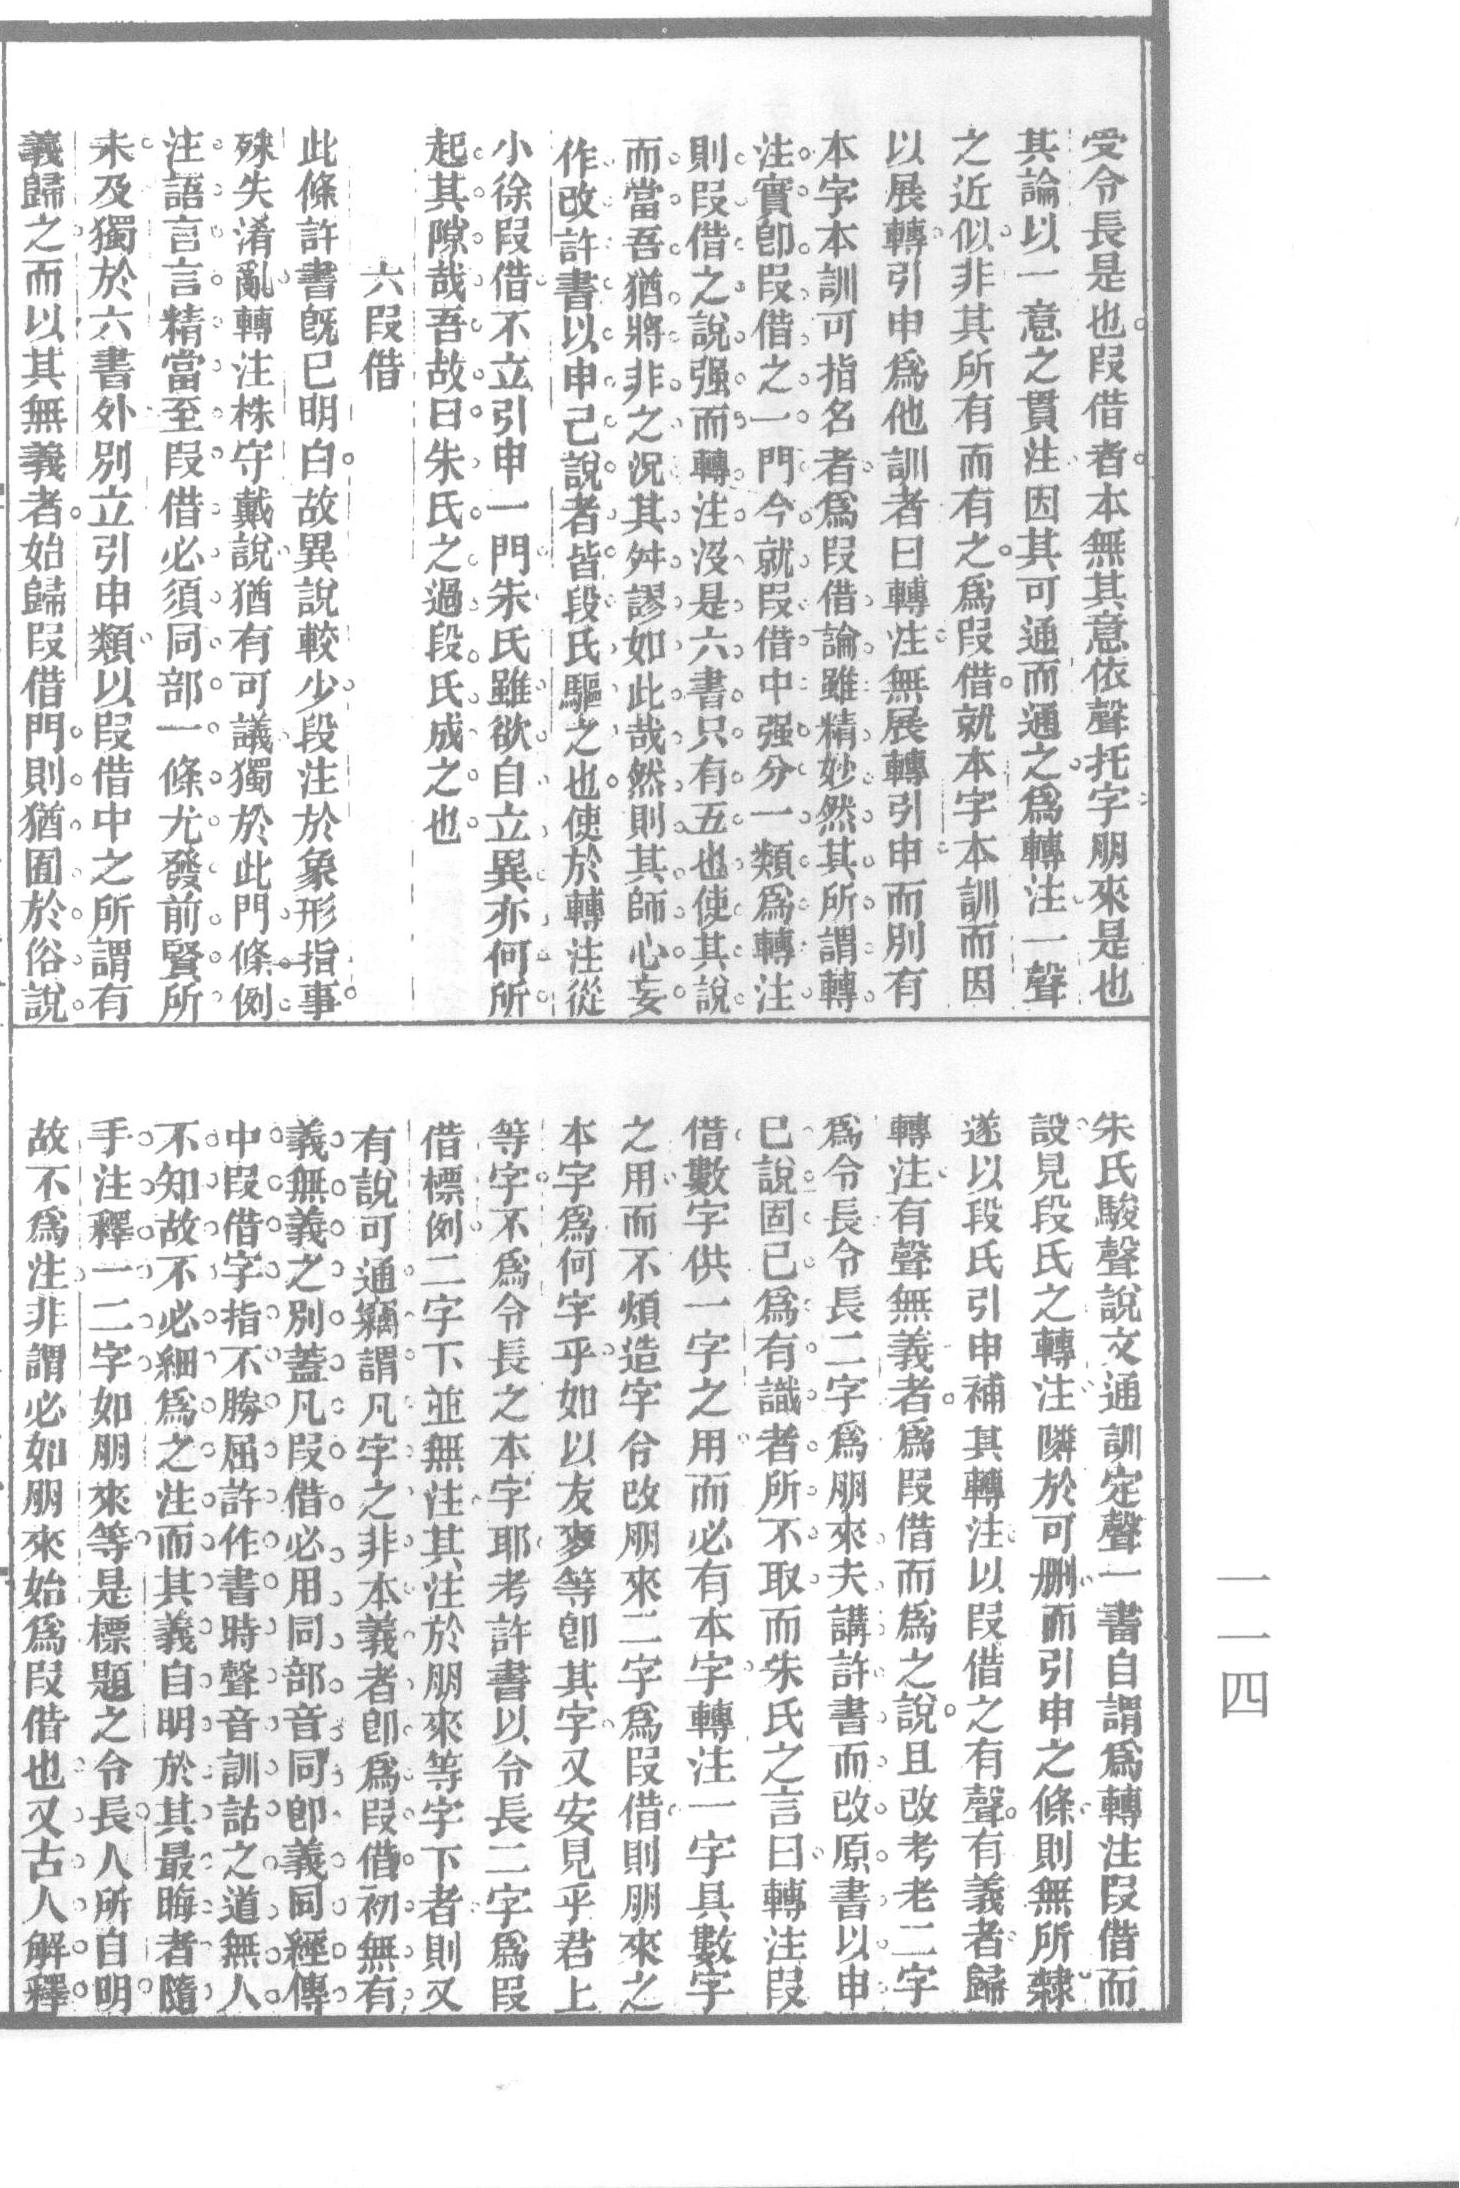 受令長是也叚借者本無其意依聲托字朋來是也
其論以一意之貫注因其可通而通之爲轉注一聲
之近似非其所有而有之爲叚借就本字本訓而因
以展轉引申爲他訓者曰轉注無展轉引申而別有
本字本訓可指名者爲叚借論雖精妙然其所謂轉
注實卽叚借之一門今就叚借中强分一類爲轉注
則叚借之說强而轉注没是六書只有五也使其說
而當吾猶將非之况其舛謬如此哉然則其師心妄
作改許書以申己說者皆段氏驅之也使於轉注從
小徐叚借不立引申一門朱氏雖欲自立異亦何所
起其隙哉吾故曰朱氏之過段氏成之也
六叚借
此條許書旣已明白故異說較少段注於象形指事
殊失淆亂轉注株守戴說猶有可議獨於此門條例
注語言言精當至叚借必須同部一條尤發前賢所
未及獨於六書外別立引申類以叚借中之所謂有
義歸之而以其無義者始歸叚借門則猶囿於俗說
朱氏駿聲說文通訓定聲一書自謂爲轉注叚借而
設見段氏之轉注隣於可删而引申之條則無所隸
遂以段氏引申補其轉注以叚借之有聲有義者歸
轉注有聲無義者爲叚借而爲之說且改考老二字
爲令長令長二字爲朋來夫講許書而改原書以申
已說固已爲有識者所不取而朱氏之言曰轉注叚
借數字供一字之用而必有本字轉注一字具數字
之用而不煩造字今改朋來二字爲叚借則朋來之
本字爲何字乎如以友麥等卽其字又安見乎君上
等字不爲令長之本字耶考許書以令長二字爲叚
借標例二字下並無注其注於朋來等字下者則又
有說可通竊謂凡字之非本義者卽爲叚借初無有
義無義之別蓋凡叚借必用同部音同卽義同經傳
中叚借字指不勝屈許作書時聲音訓詁之道無人
不知故不必細爲之注而其義自明於其最晦者隨
手注釋一二字如朋來等是標題之令長人所自明
故不爲注非謂必如朋來始爲叚借也又古人解釋
一一四